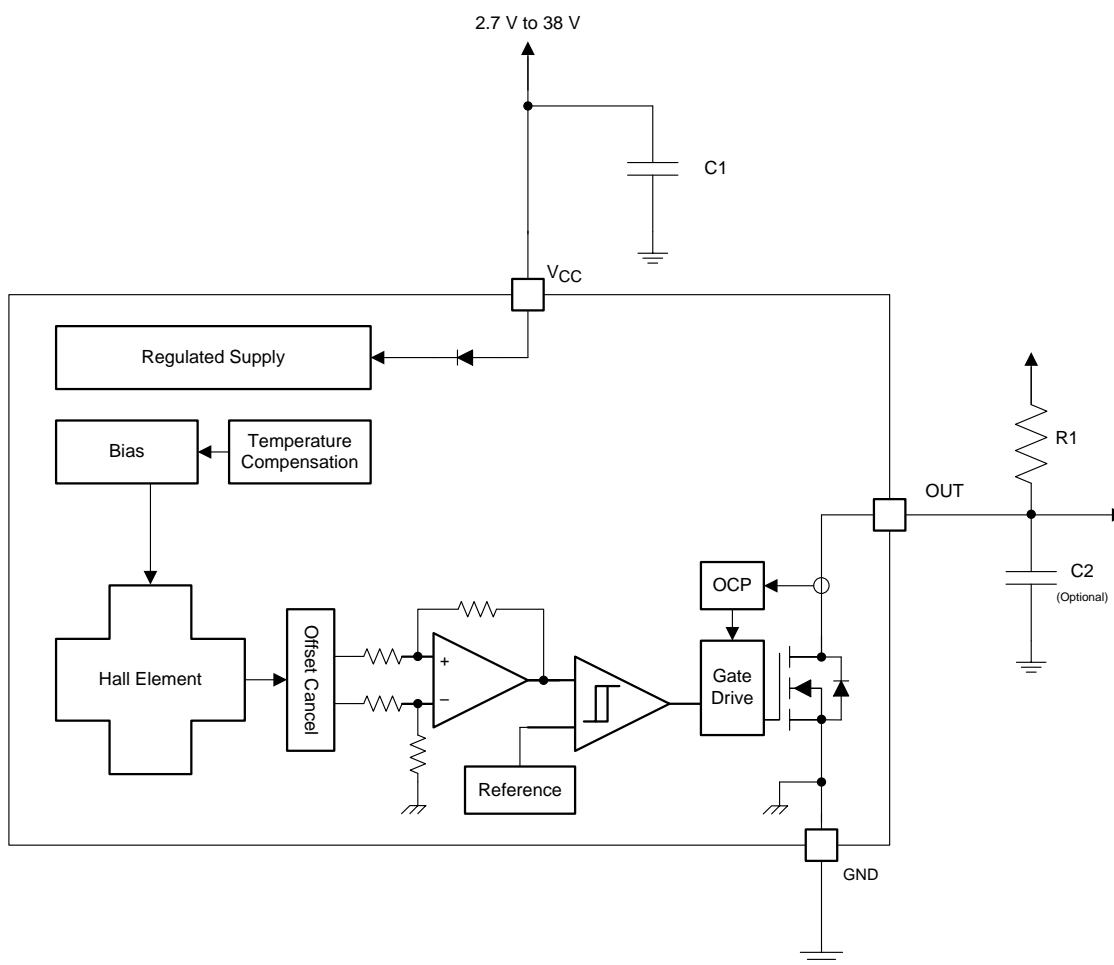 2.7 V to 38 V
C1
VCC
Regulated Supply
Bias
Temperature
Compensation
R1
OUT
OCP
C2
(Optional)
Hall Element
Offset Cancel
+
–
Gate
Drive
Reference
GND